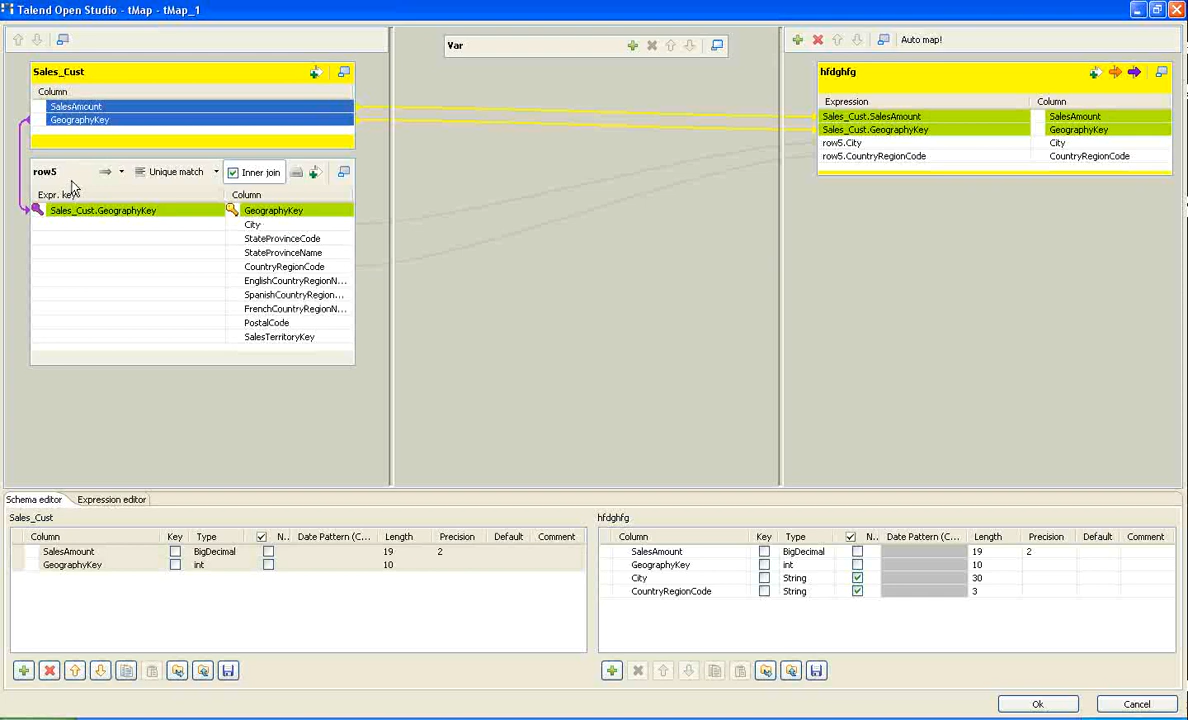 Talend Open Studio - tMap - tMap_1
Auto map!
Var
Sales_Cust
Column
SalesAmount
GeographyKey
row5
Unique match
Inner join
Expr. key
Column
Sales_Cust.GeographyKey
GeographyKey
City
StateProvinceCode
StateProvinceName
CountryRegionCode
EnglishCountryRegionN...
SpanishCountryRegion...
FrenchCountryRegionN...
PostalCode
SalesTerritoryKey
hfdghfg
Expression Column
Sales_Cust.SalesAmount SalesAmount
Sales_Cust.GeographyKey GeographyKey
row5.City City
row5.CountryRegionCode CountryRegionCode
Schema editor Expression editor
Sales_Cust
Column Key Type N.. Date Pattern (C... Length Precision Default Comment
SalesAmount BigDecimal 19 2
GeographyKey int 10
hfdghfg
Column Key Type N.. Date Pattern (C... Length Precision Default Comment
SalesAmount BigDecimal 19 2
GeographyKey int 10
City String 30
CountryRegionCode String 3
Ok Cancel